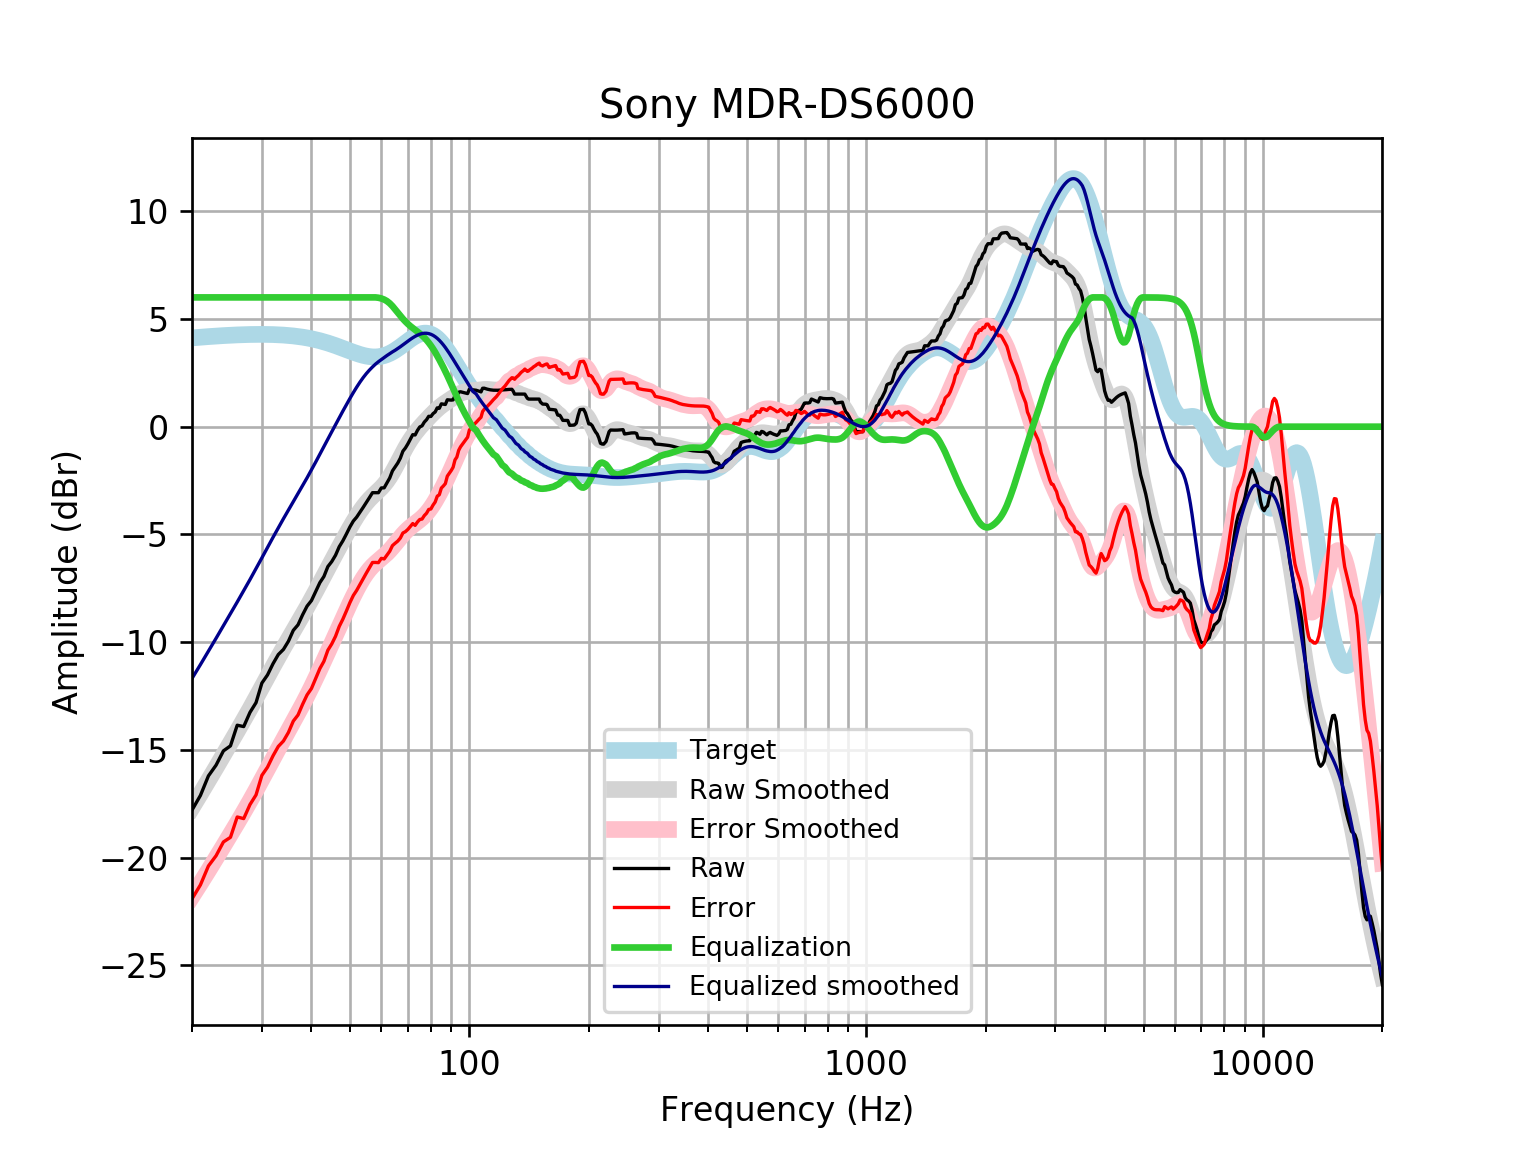 Sony MDR-DS6000
Amplitude (dBr)
10
5
0
−5
−10
−15
−20
−25
Target
Raw Smoothed
Error Smoothed
Raw
Error
Equalization
Equalized smoothed
100 1000 10000
Frequency (Hz)